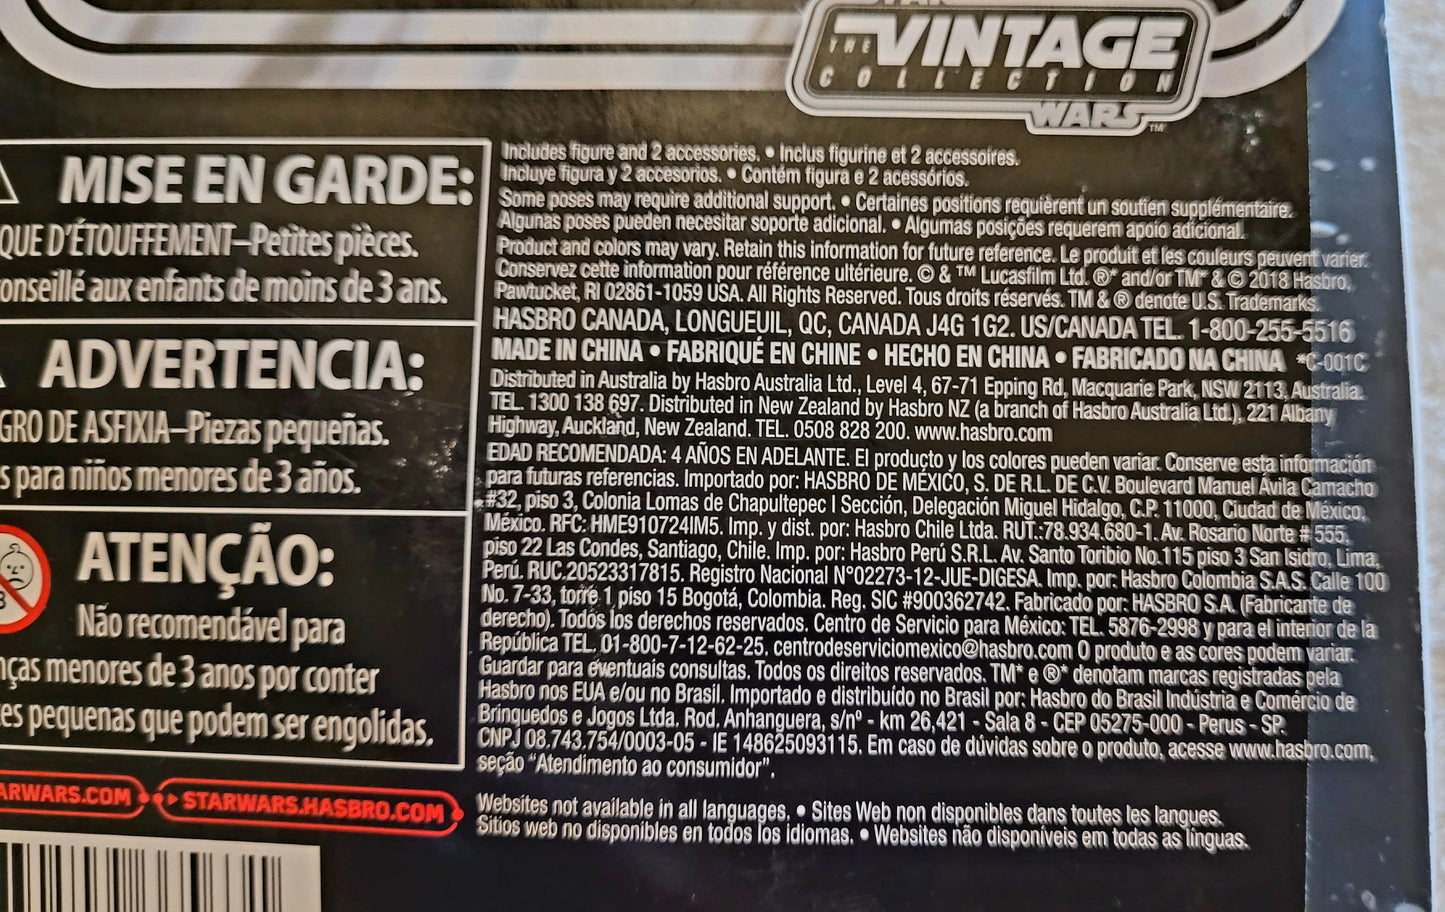 THE VINTAGE
COLLECTION
WARS™
MISE EN GARDE:
D'ÉTOUFFEMENT–Petites pièces.
aux enfants de moins de 3 ans.
ADVERTENCIA:
DE ASFIXIA–Piezas pequeñas.
para niños menores de 3 años.
ATENÇÃO:
Não recomendável para
menores de 3 anos por conter
pequenas que podem ser engolidas.
STARWARS.HASBRO.COM
Includes figure and 2 accessories. • Inclus figurine et 2 accessoires.
Incluye figura y 2 accesorios. • Contém figura e 2 acessórios.
Some poses may require additional support. • Certaines positions requièrent un soutien supplémentaire.
Algunas poses pueden necesitar soporte adicional. • Algumas posições requerem apoio adicional.
Product and colors may vary. Retain this information for future reference. Le produit et les couleurs peuvent varier.
Conservez cette information pour référence ultérieure. © & ™ Lucasfilm Ltd. ®* and/or TM* & © 2018 Hasbro,
Pawtucket, RI 02861-1059 USA. All Rights Reserved. Tous droits réservés. TM & ® denote U.S. Trademarks.
HASBRO CANADA, LONGUEUIL, QC, CANADA J4G 1G2. US/CANADA TEL. 1-800-255-5516
MADE IN CHINA • FABRIQUÉ EN CHINE • HECHO EN CHINA • FABRICADO NA CHINA *C-001C
Distributed in Australia by Hasbro Australia Ltd., Level 4, 67-71 Epping Rd, Macquarie Park, NSW 2113, Australia.
TEL. 1300 138 697. Distributed in New Zealand by Hasbro NZ (a branch of Hasbro Australia Ltd.), 221 Albany
Highway, Auckland, New Zealand. TEL. 0508 828 200. www.hasbro.com
EDAD RECOMENDADA: 4 AÑOS EN ADELANTE. El producto y los colores pueden variar. Conserve esta información
para futuras referencias. Importado por: HASBRO DE MÉXICO, S. DE R.L. DE C.V. Boulevard Manuel Ávila Camacho
#32, piso 3, Colonia Lomas de Chapultepec I Sección, Delegación Miguel Hidalgo, C.P. 11000, Ciudad de México,
México. RFC: HME910724IM5. Imp. y dist. por: Hasbro Chile Ltda. RUT.:78.934.680-1. Av. Rosario Norte # 555,
piso 22 Las Condes, Santiago, Chile. Imp. por: Hasbro Perú S.R.L. Av. Santo Toribio No.115 piso 3 San Isidro, Lima,
Perú. RUC.20523317815. Registro Nacional N°02273-12-JUE-DIGESA. Imp. por: Hasbro Colombia S.A.S. Calle 100
No. 7-33, torre 1 piso 15 Bogotá, Colombia. Reg. SIC #900362742. Fabricado por: HASBRO S.A. (Fabricante de
derecho). Todos los derechos reservados. Centro de Servicio para México: TEL. 5876-2998 y para el interior de la
República TEL. 01-800-7-12-62-25, centrodeserviciomexico@hasbro.com O produto e as cores podem variar.
Guardar para eventuais consultas. Todos os direitos reservados. TM* e ®* denotam marcas registradas pela
Hasbro nos EUA e/ou no Brasil. Importado e distribuído no Brasil por: Hasbro do Brasil Indústria e Comércio de
Brinquedos e Jogos Ltda. Rod. Anhanguera, s/nº - km 26,421 - Sala 8 - CEP 05275-000 - Perus - SP.
CNPJ 08.743.754/0003-05 - IE 148625093115. Em caso de dúvidas sobre o produto, acesse www.hasbro.com,
seção "Atendimento ao consumidor".
Websites not available in all languages. • Sites Web non disponibles dans toutes les langues.
Sitios web no disponibles en todos los idiomas. • Websites não disponíveis em todas as línguas.